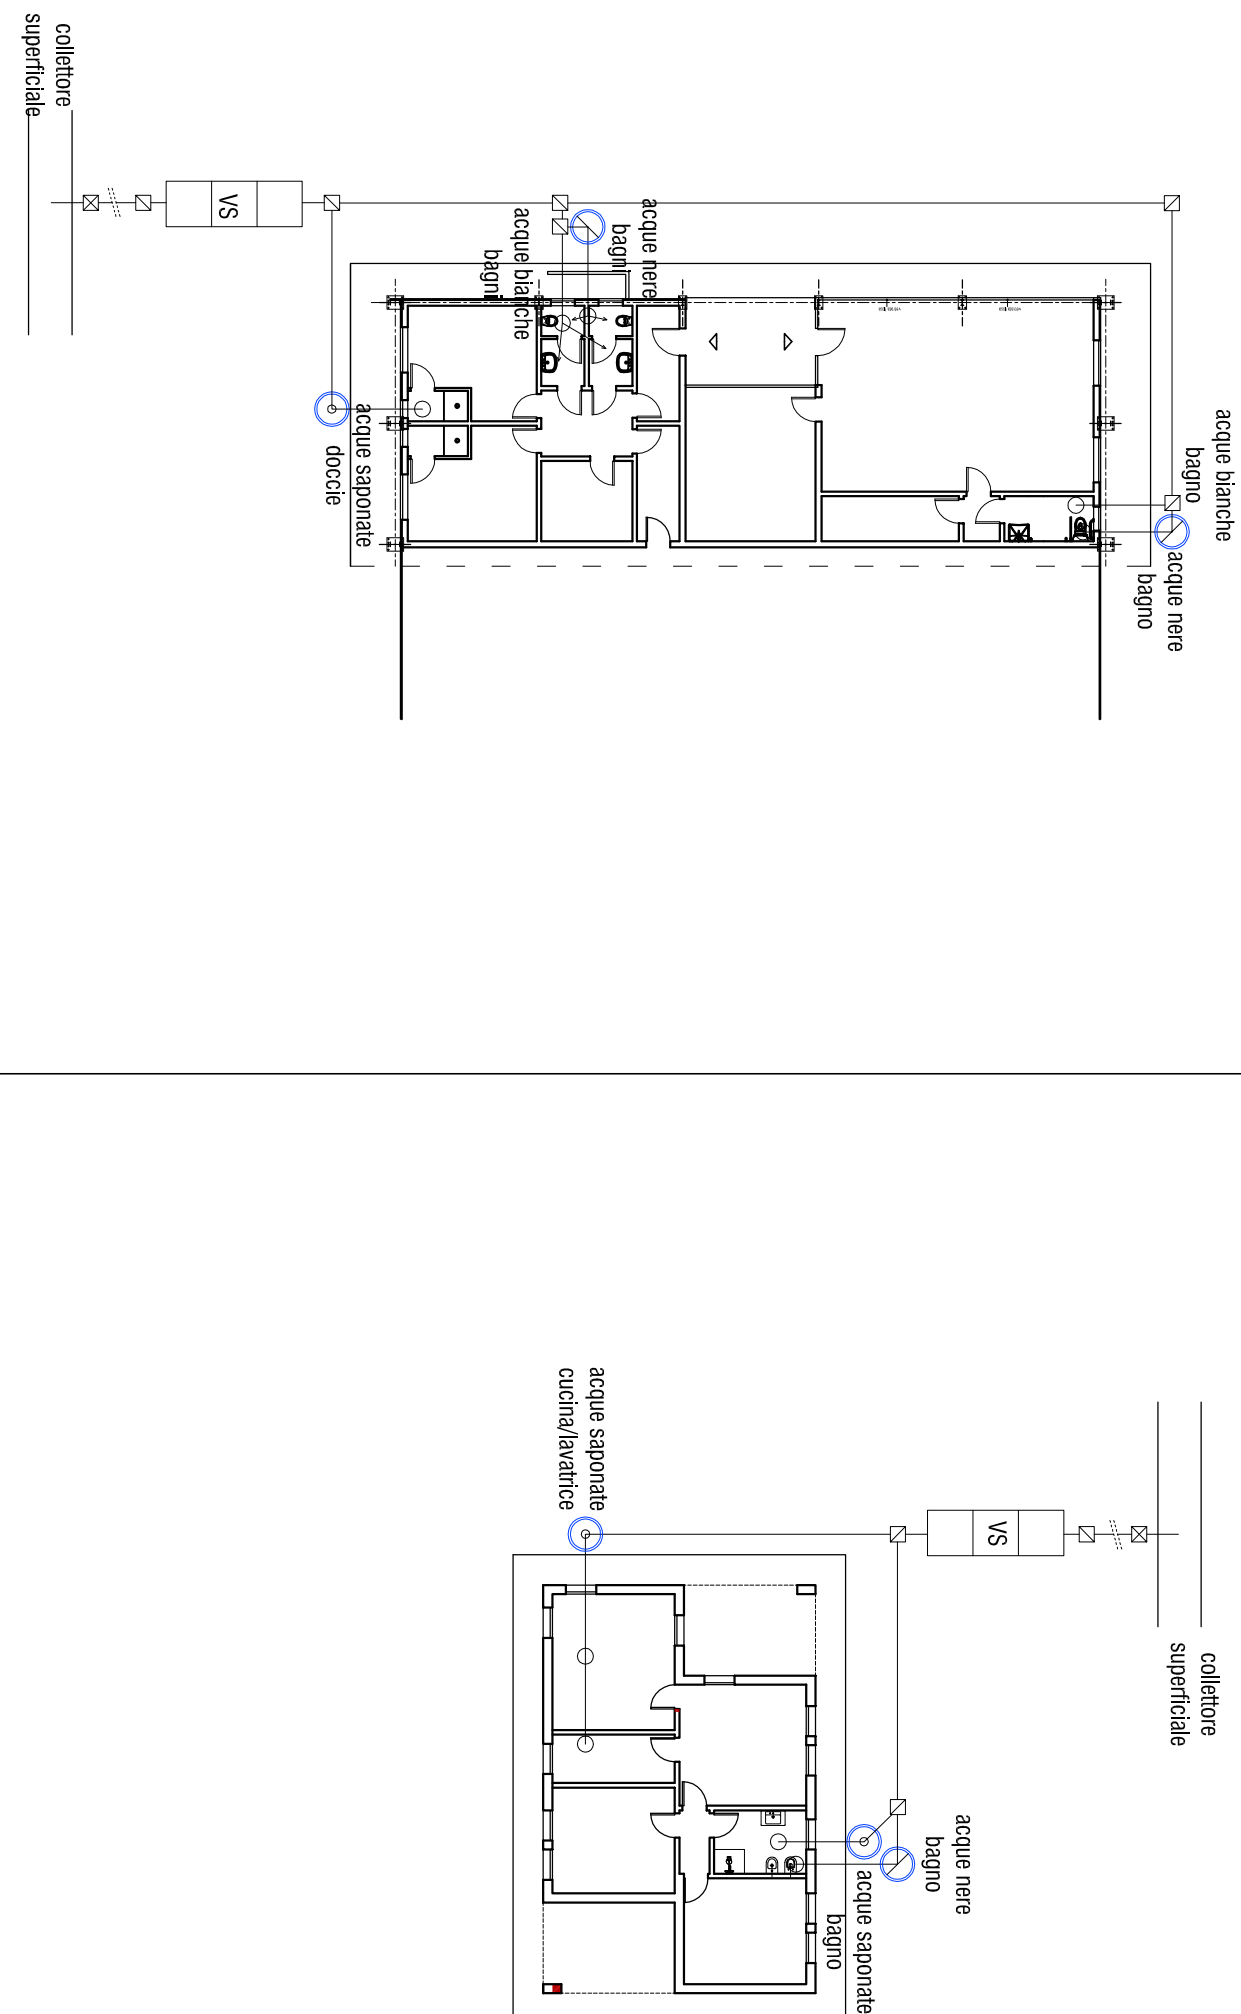 collettore
superficiale
VS
acque nere
bagni
acque bianche
bagni
acque saponate
doccie
acque bianche
bagno
acque nere
bagno
acque saponate
cucina/lavatrice
VS
collettore
superficiale
acque nere
bagno
acque saponate
bagno